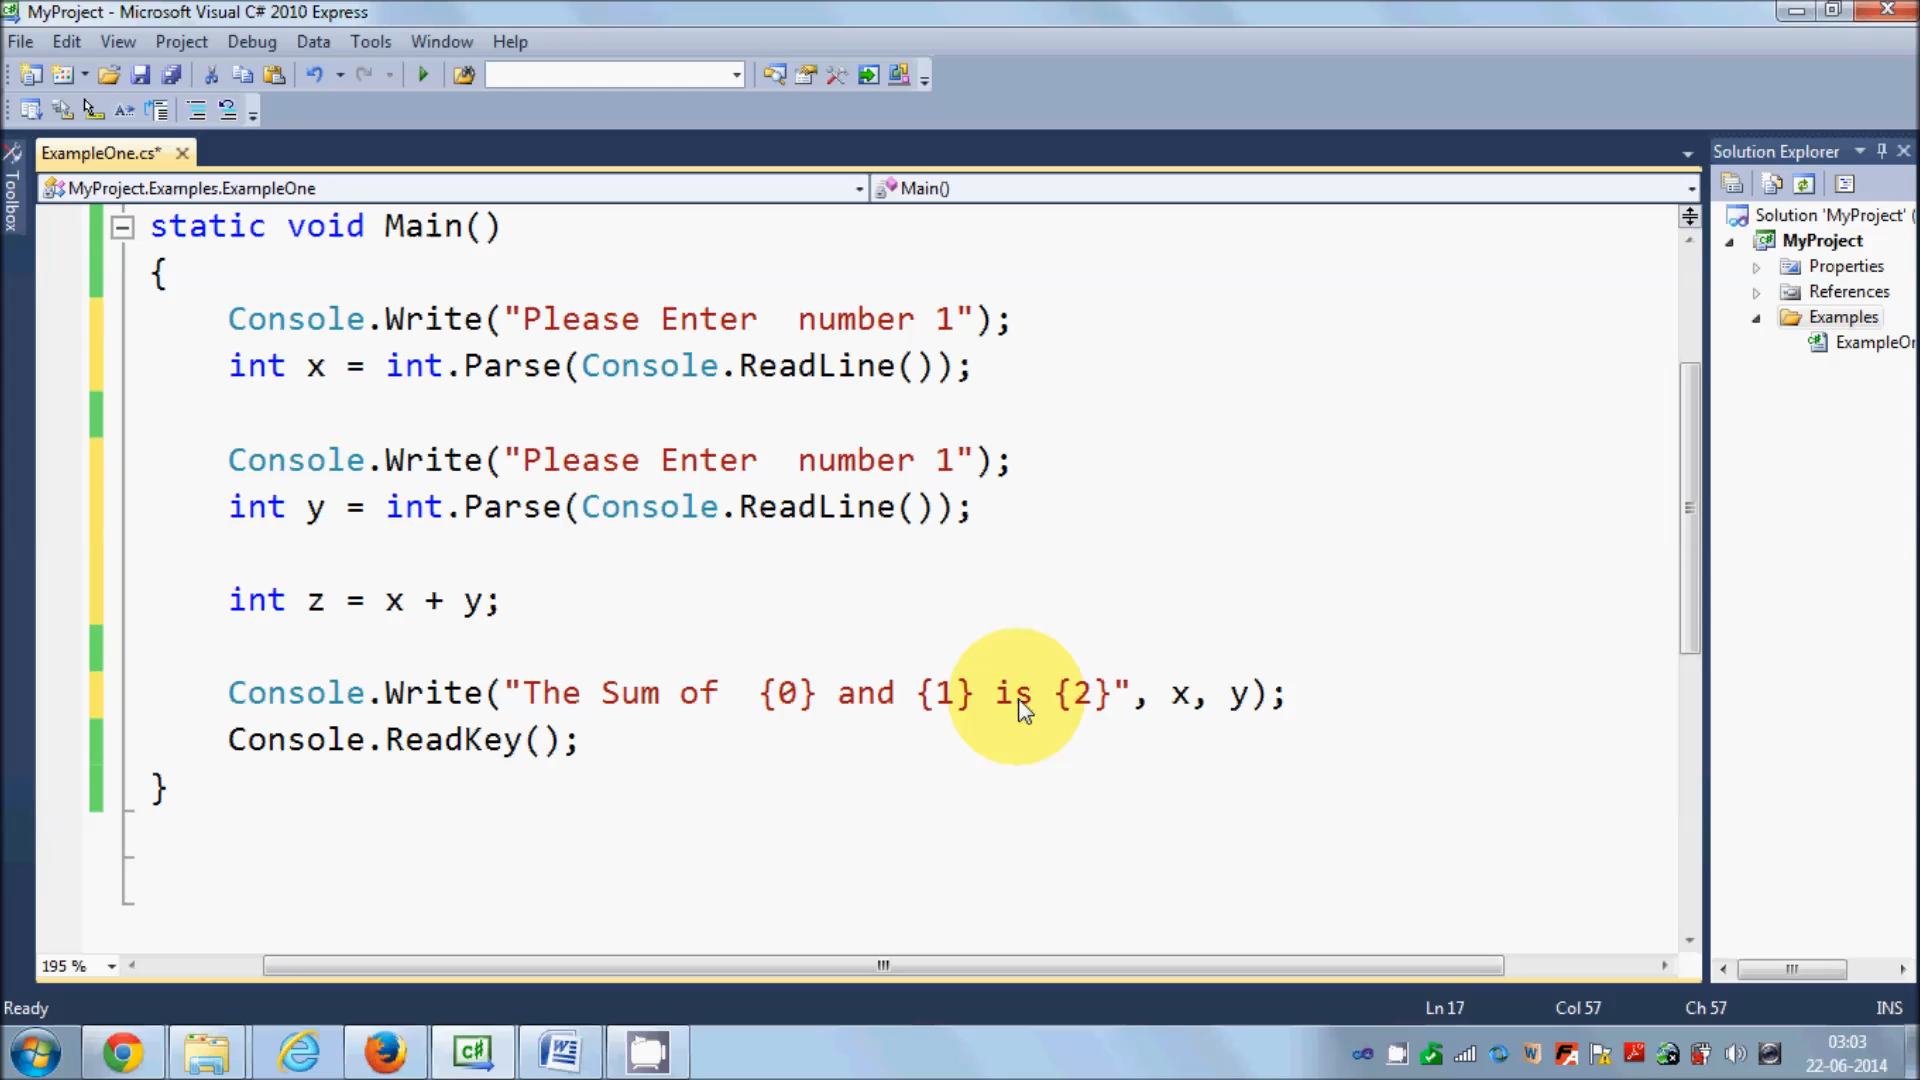 MyProject - Microsoft Visual C# 2010 Express
File Edit View Project Debug Data Tools Window Help
ExampleOne.cs*
Solution Explorer
Toolbox
MyProject.Examples.ExampleOne
Main()
Solution 'MyProject' (
MyProject
Properties
References
Examples
ExampleOr
static void Main()
{
Console.Write("Please Enter  number 1");
int x = int.Parse(Console.ReadLine());
Console.Write("Please Enter  number 1");
int y = int.Parse(Console.ReadLine());
int z = x + y;
Console.Write("The Sum of  {0} and {1} is {2}", x, y);
Console.ReadKey();
}
195 %
Ready
Ln 17
Col 57
Ch 57
INS
03:03
22-06-2014